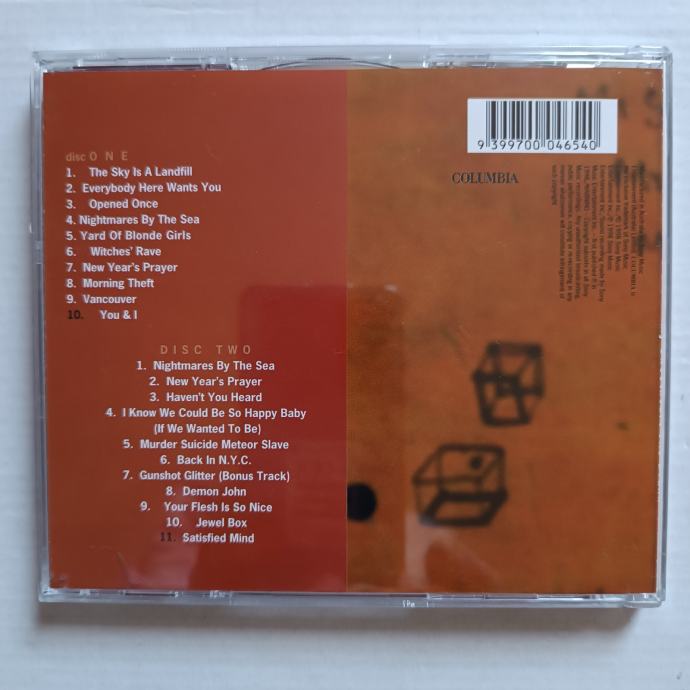 disc ONE
1. The Sky Is A Landfill
2. Everybody Here Wants You
3. Opened Once
4. Nightmares By The Sea
5. Yard Of Blonde Girls
6. Witches' Rave
7. New Year's Prayer
8. Morning Theft
9. Vancouver
10. You & I
DISC TWO
1. Nightmares By The Sea
2. New Year's Prayer
3. Haven't You Heard
4. I Know We Could Be So Happy Baby
(If We Wanted To Be)
5. Murder Suicide Meteor Slave
6. Back In N.Y.C.
7. Gunshot Glitter (Bonus Track)
8. Demon John
9. Your Flesh Is So Nice
10. Jewel Box
11. Satisfied Mind
9 399700 046540
COLUMBIA